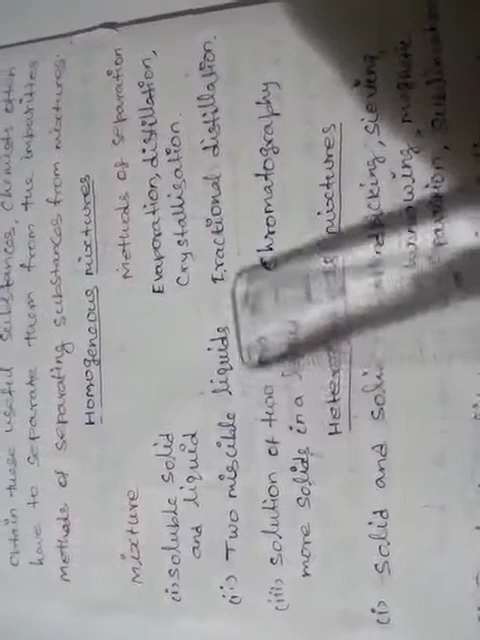 obtain these useful substances, chemists often
have to separate them from the impurities
methods of separating substances from mixtures.
Homogeneous mixtures
Mixture Methods of separation
(i) soluble solid Evaporation, distillation,
and liquid Crystallisation.
(ii) Two miscible liquids Fractional distillation.
(iii) solution of two chromatography
more solids in a
mixtures
(i) solid and sieving,
winnowing, magnete
sublimation